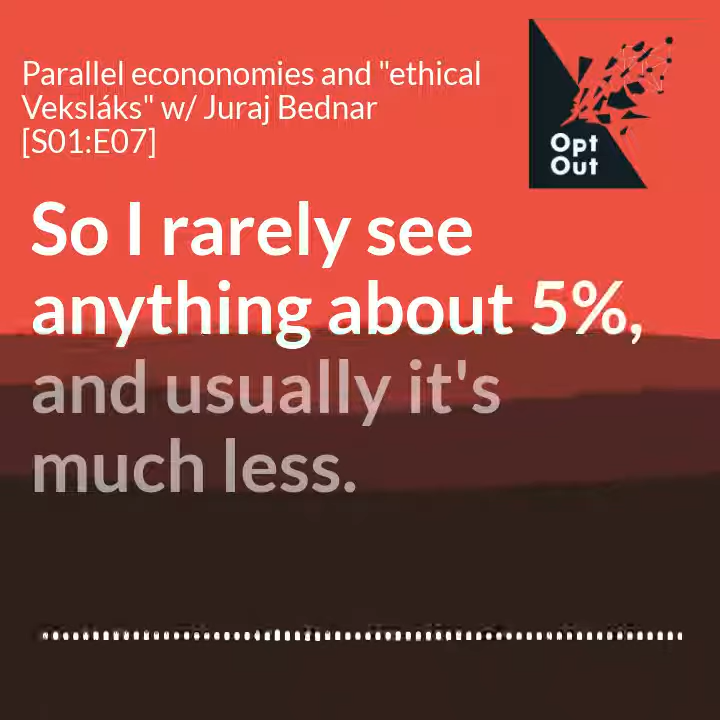 Parallel econonomies and "ethical
Veksláks" w/ Juraj Bednar
[S01:E07]
Opt
Out
So I rarely see
anything about 5%,
and usually it's
much less.